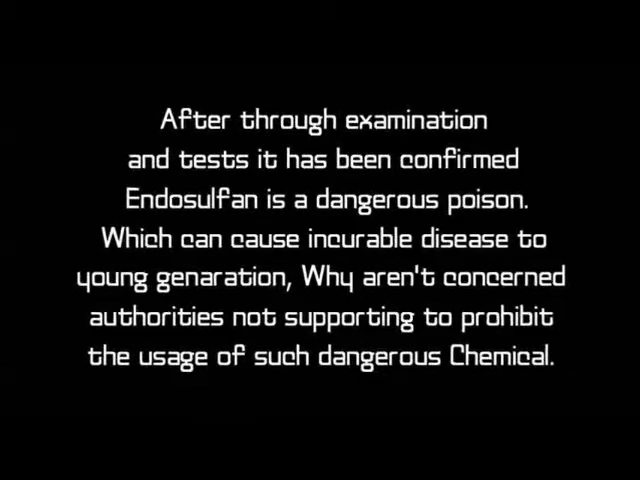 After through examination
and tests it has been confirmed
Endosulfan is a dangerous poison.
Which can cause incurable disease to
young genaration, Why aren't concerned
authorities not supporting to prohibit
the usage of such dangerous Chemical.